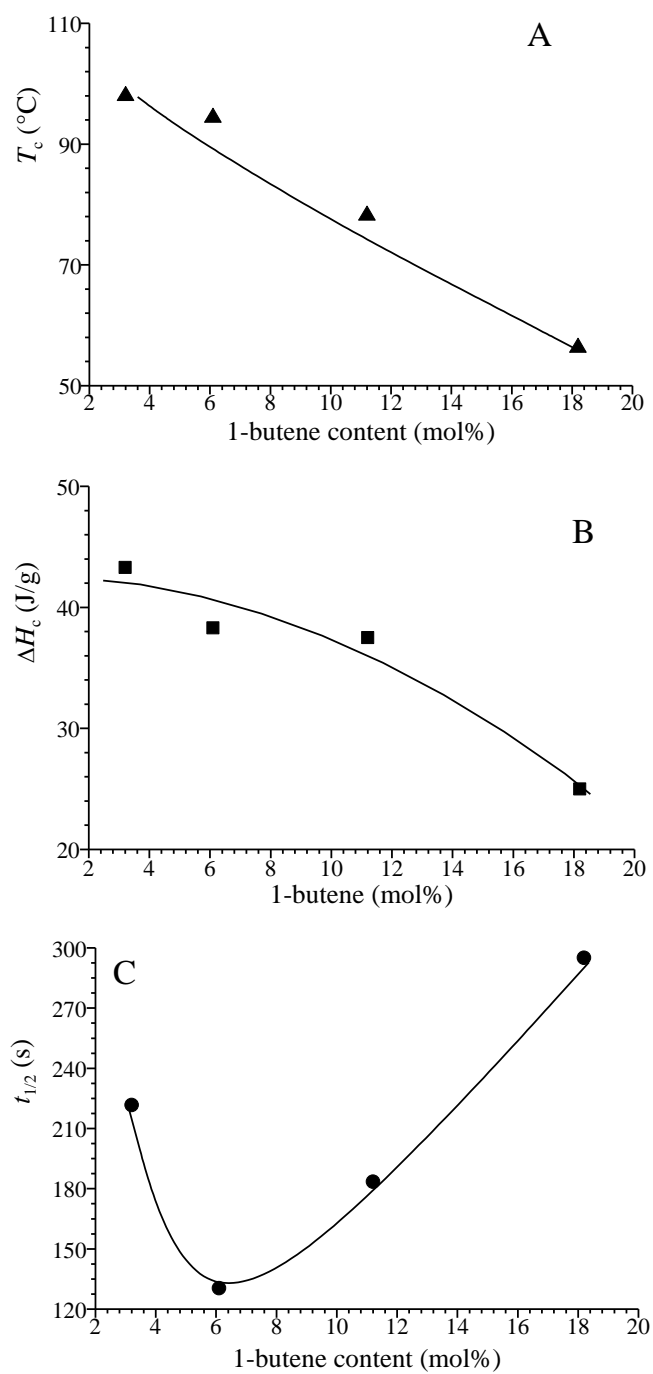 A
110
90
70
50
T_c (°C)
2 4 6 8 10 12 14 16 18 20
1-butene content (mol%)
B
50
40
30
20
ΔH_c (J/g)
2 4 6 8 10 12 14 16 18 20
1-butene (mol%)
C
300
270
240
210
180
150
120
t_1/2 (s)
2 4 6 8 10 12 14 16 18 20
1-butene content (mol%)